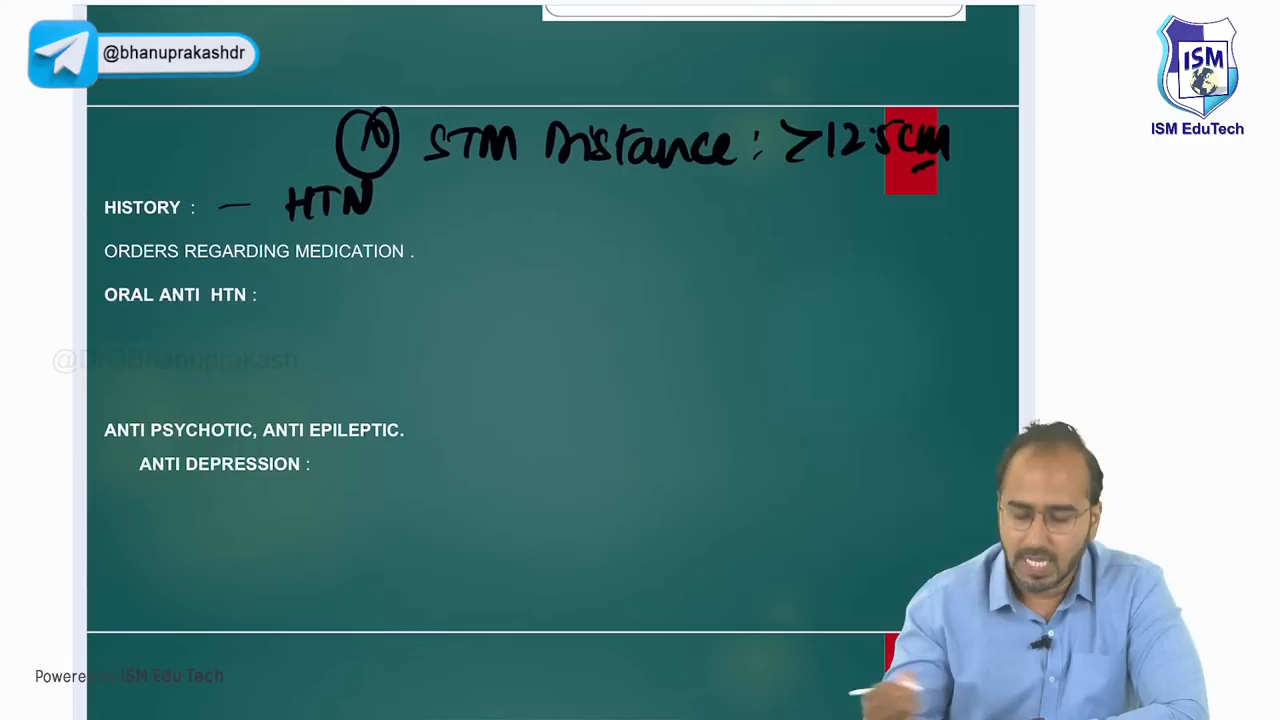 @bhanuprakashdr
ISM
ISM EduTech
N STM Distance : >12.5cm
HISTORY : — HTN
ORDERS REGARDING MEDICATION .
ORAL ANTI HTN :
@DrGBhanuprakash
ANTI PSYCHOTIC, ANTI EPILEPTIC.
ANTI DEPRESSION :
Powered by ISM Edu Tech